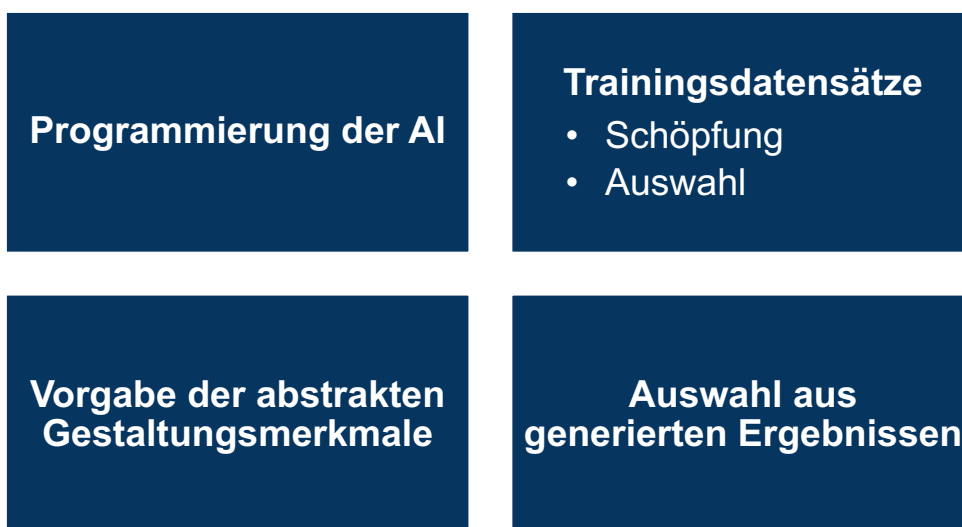 Programmierung der AI
Trainingsdatensätze
• Schöpfung
• Auswahl
Vorgabe der abstrakten
Gestaltungsmerkmale
Auswahl aus
generierten Ergebnissen